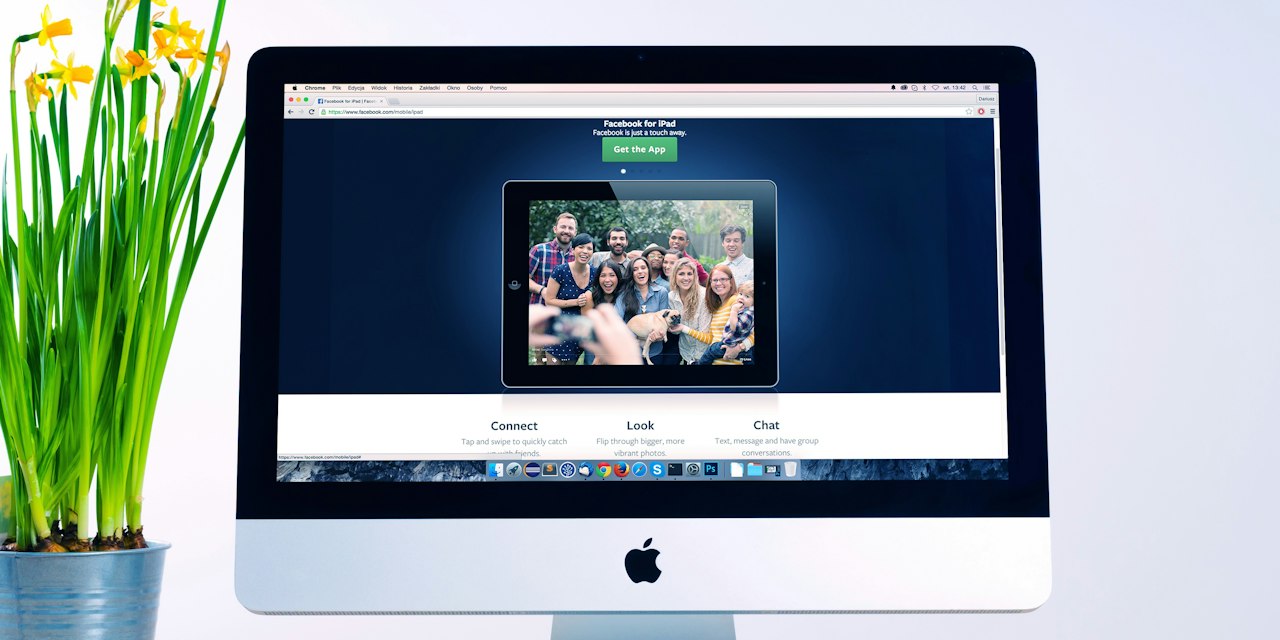 Chrome Plik Edycja Widok Historia Zakładki Okno Osoby Pomoc wt. 13:42
Facebook for iPad | Faceb Dariusz
https://www.facebook.com/mobile/ipad
Facebook for iPad
Facebook is just a touch away.
Get the App
Connect Look Chat
Tap and swipe to quickly catch Flip through bigger, more Text, message and have group
up with friends. vibrant photos. conversations.
https://www.facebook.com/mobile/ipad#
S Ps